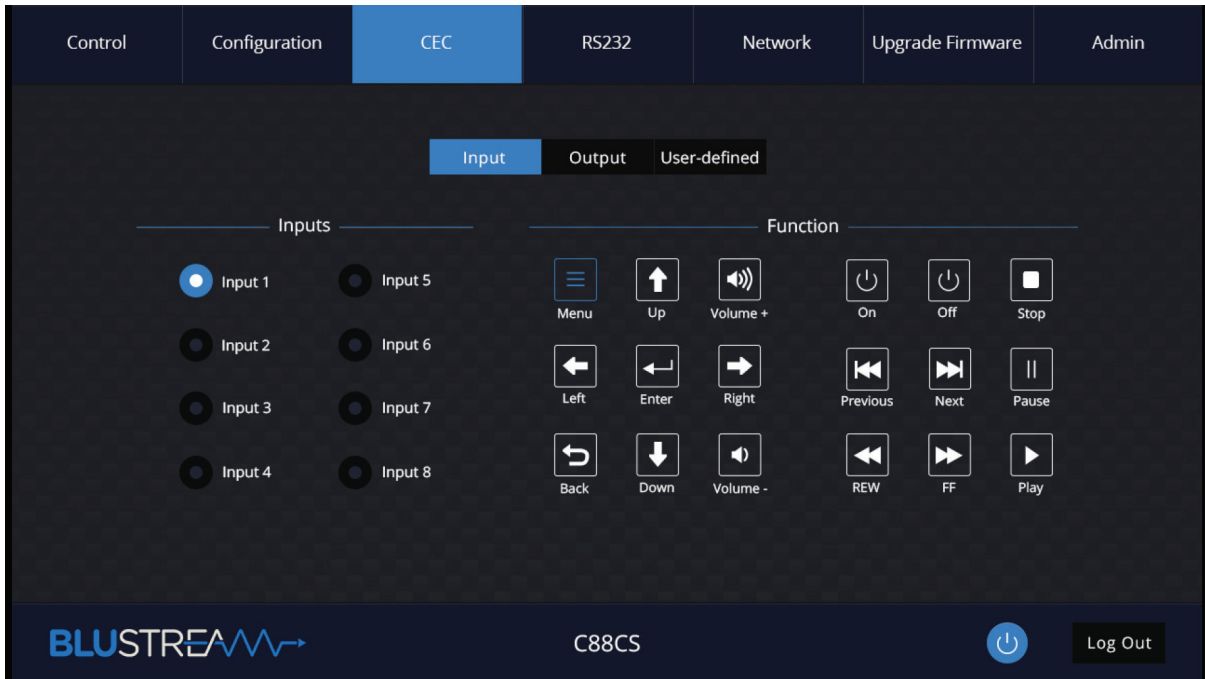 Control Configuration CEC RS232 Network Upgrade Firmware Admin
Input Output User-defined
Inputs
Input 1 Input 5
Input 2 Input 6
Input 3 Input 7
Input 4 Input 8
Function
Menu Up Volume + On Off Stop
Left Enter Right Previous Next Pause
Back Down Volume - REW FF Play
BLUSTREAM C88CS Log Out